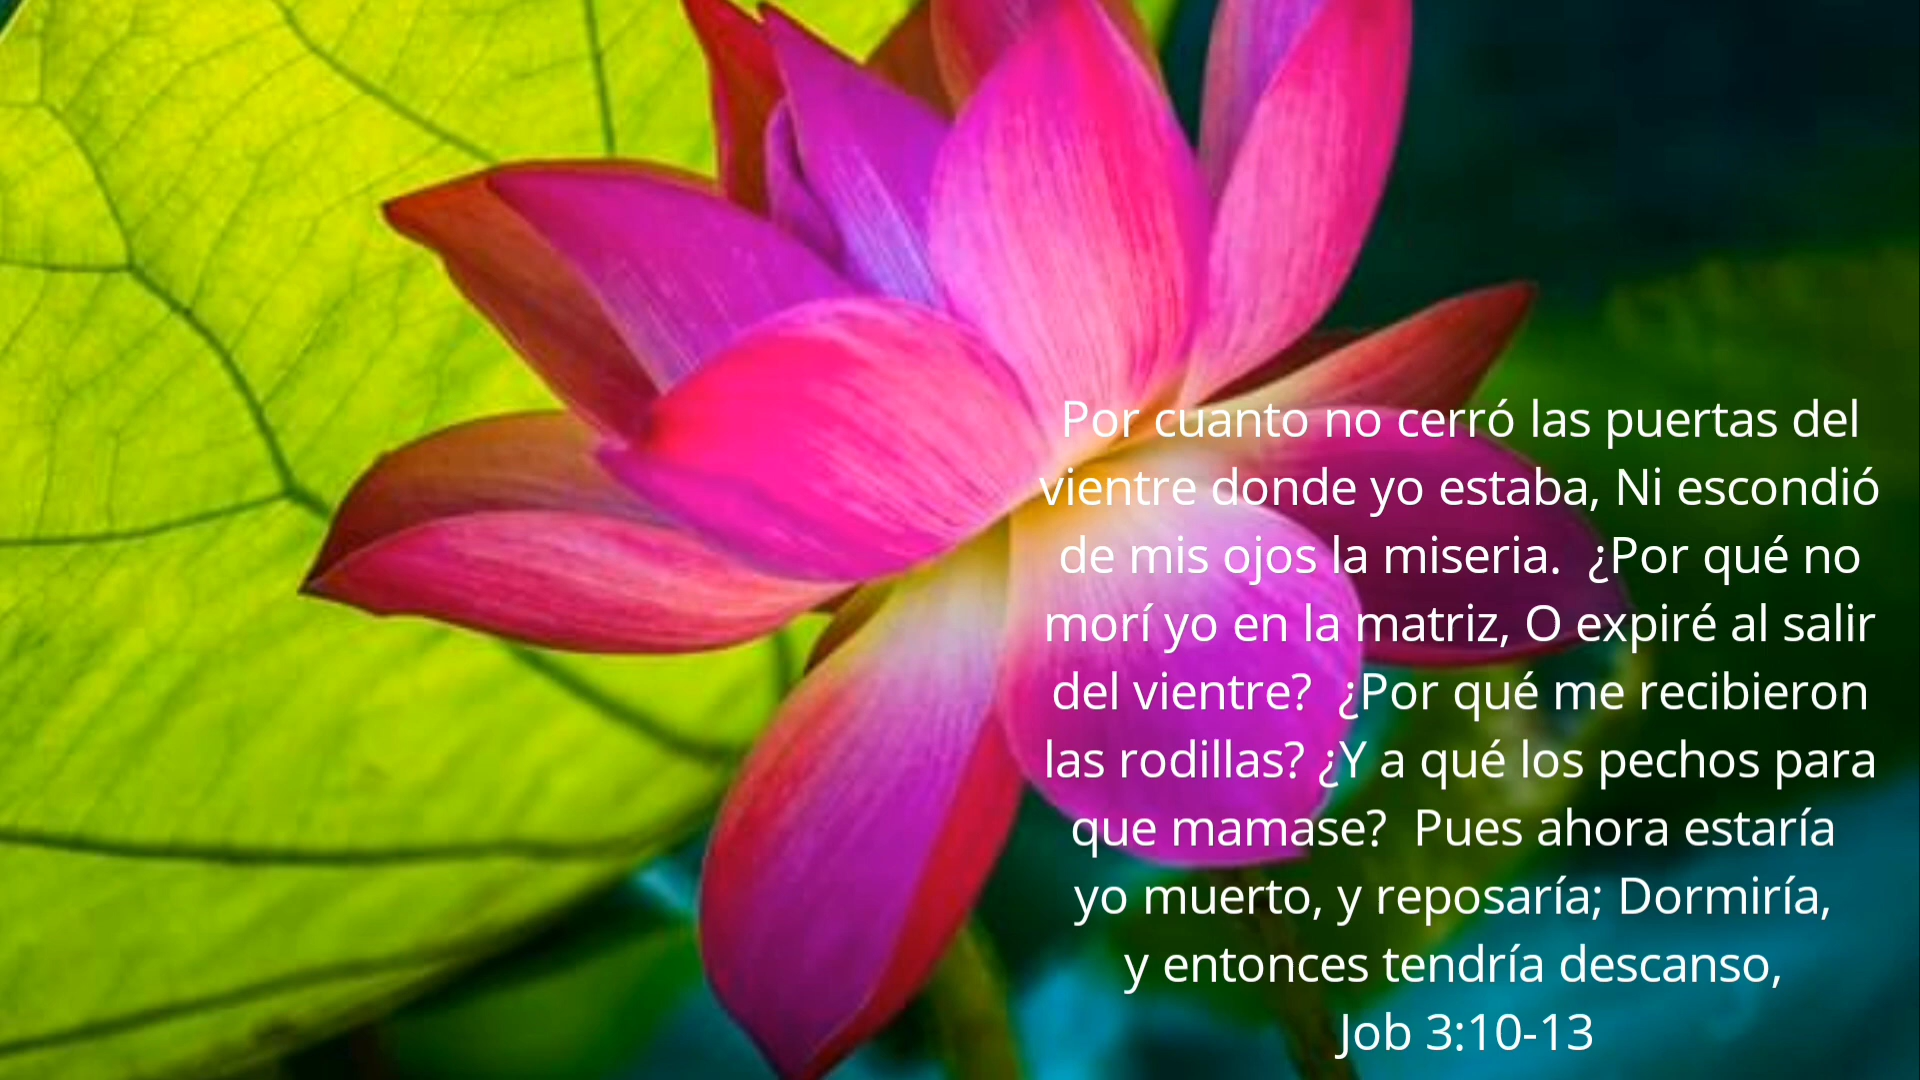 Por cuanto no cerró las puertas del
vientre donde yo estaba, Ni escondió
de mis ojos la miseria.  ¿Por qué no
morí yo en la matriz, O expiré al salir
del vientre?  ¿Por qué me recibieron
las rodillas? ¿Y a qué los pechos para
que mamase?  Pues ahora estaría
yo muerto, y reposaría; Dormiría,
y entonces tendría descanso,
Job 3:10-13